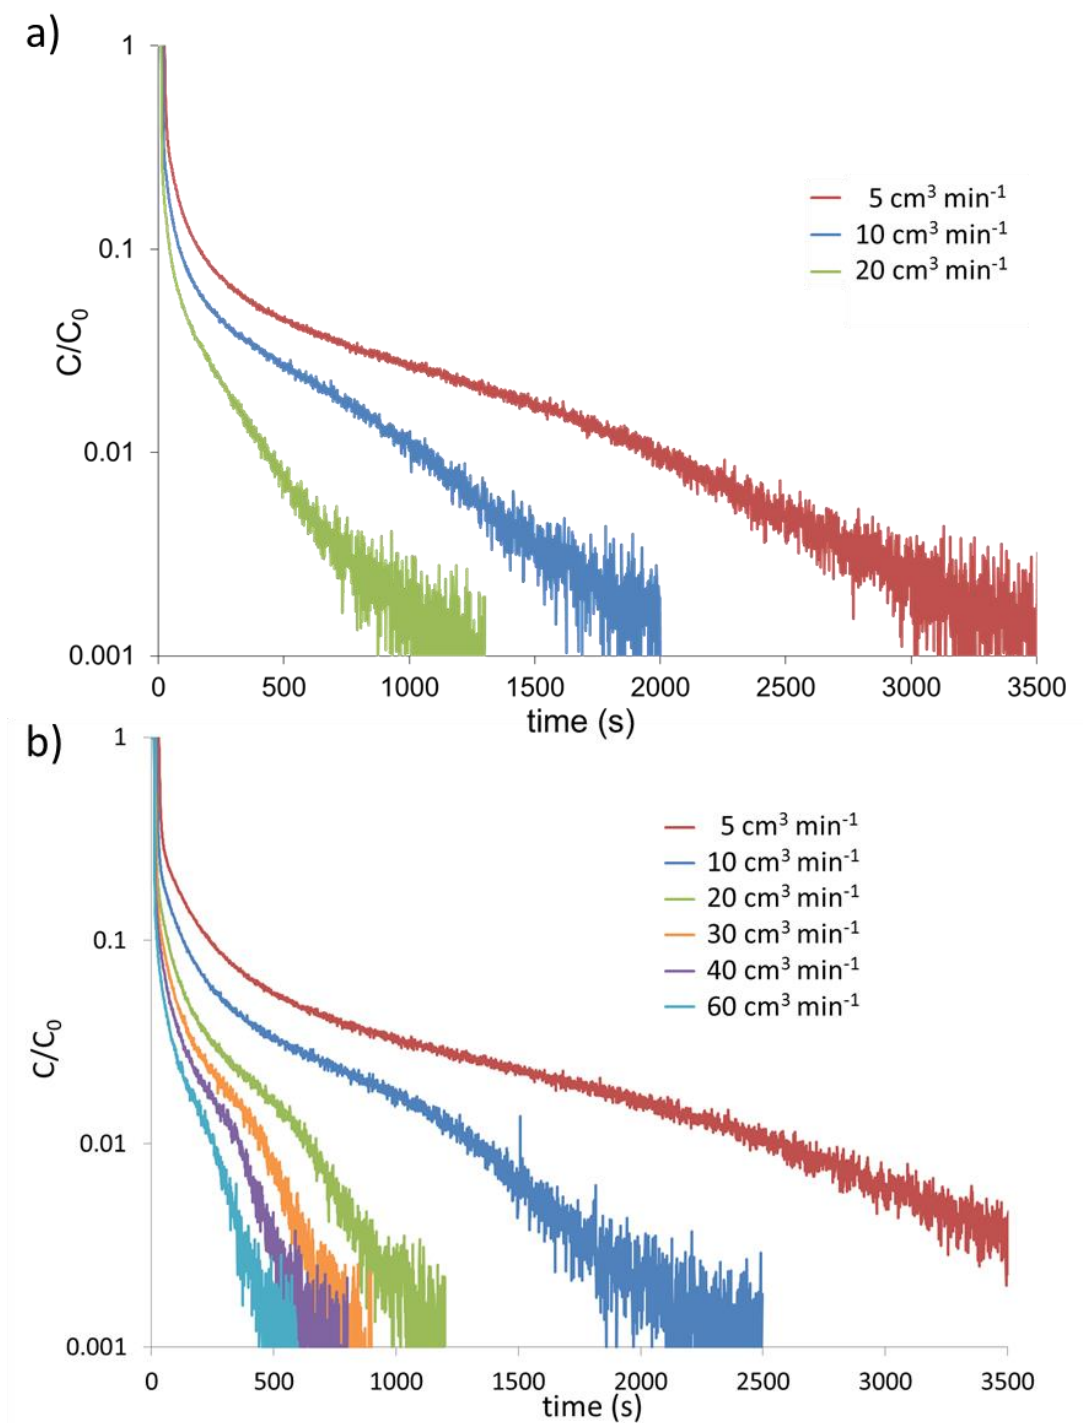 a)
1
0.1
0.01
0.001
C/C₀
5 cm³ min⁻¹
10 cm³ min⁻¹
20 cm³ min⁻¹
0 500 1000 1500 2000 2500 3000 3500
time (s)
b)
1
0.1
0.01
0.001
C/C₀
5 cm³ min⁻¹
10 cm³ min⁻¹
20 cm³ min⁻¹
30 cm³ min⁻¹
40 cm³ min⁻¹
60 cm³ min⁻¹
0 500 1000 1500 2000 2500 3000 3500
time (s)